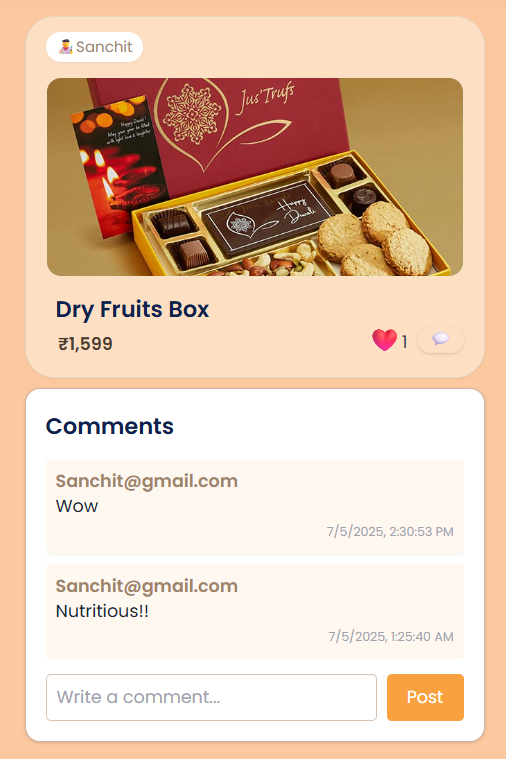 Sanchit
Jus'Trufs
Happy Diwali!
May your year be filled
with light, love & laughter
Happy
Diwali
Dry Fruits Box
₹1,599
1
Comments
Sanchit@gmail.com
Wow
7/5/2025, 2:30:53 PM
Sanchit@gmail.com
Nutritious!!
7/5/2025, 1:25:40 AM
Write a comment...
Post